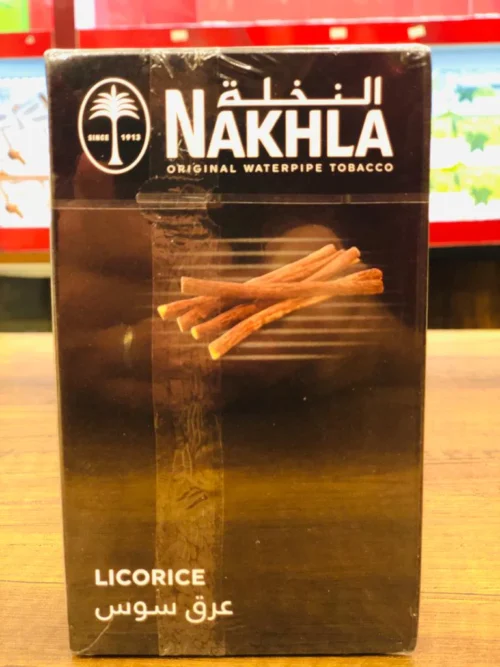 النخلة
SINCE 1913
NAKHLA
ORIGINAL WATERPIPE TOBACCO
LICORICE
عرق سوس